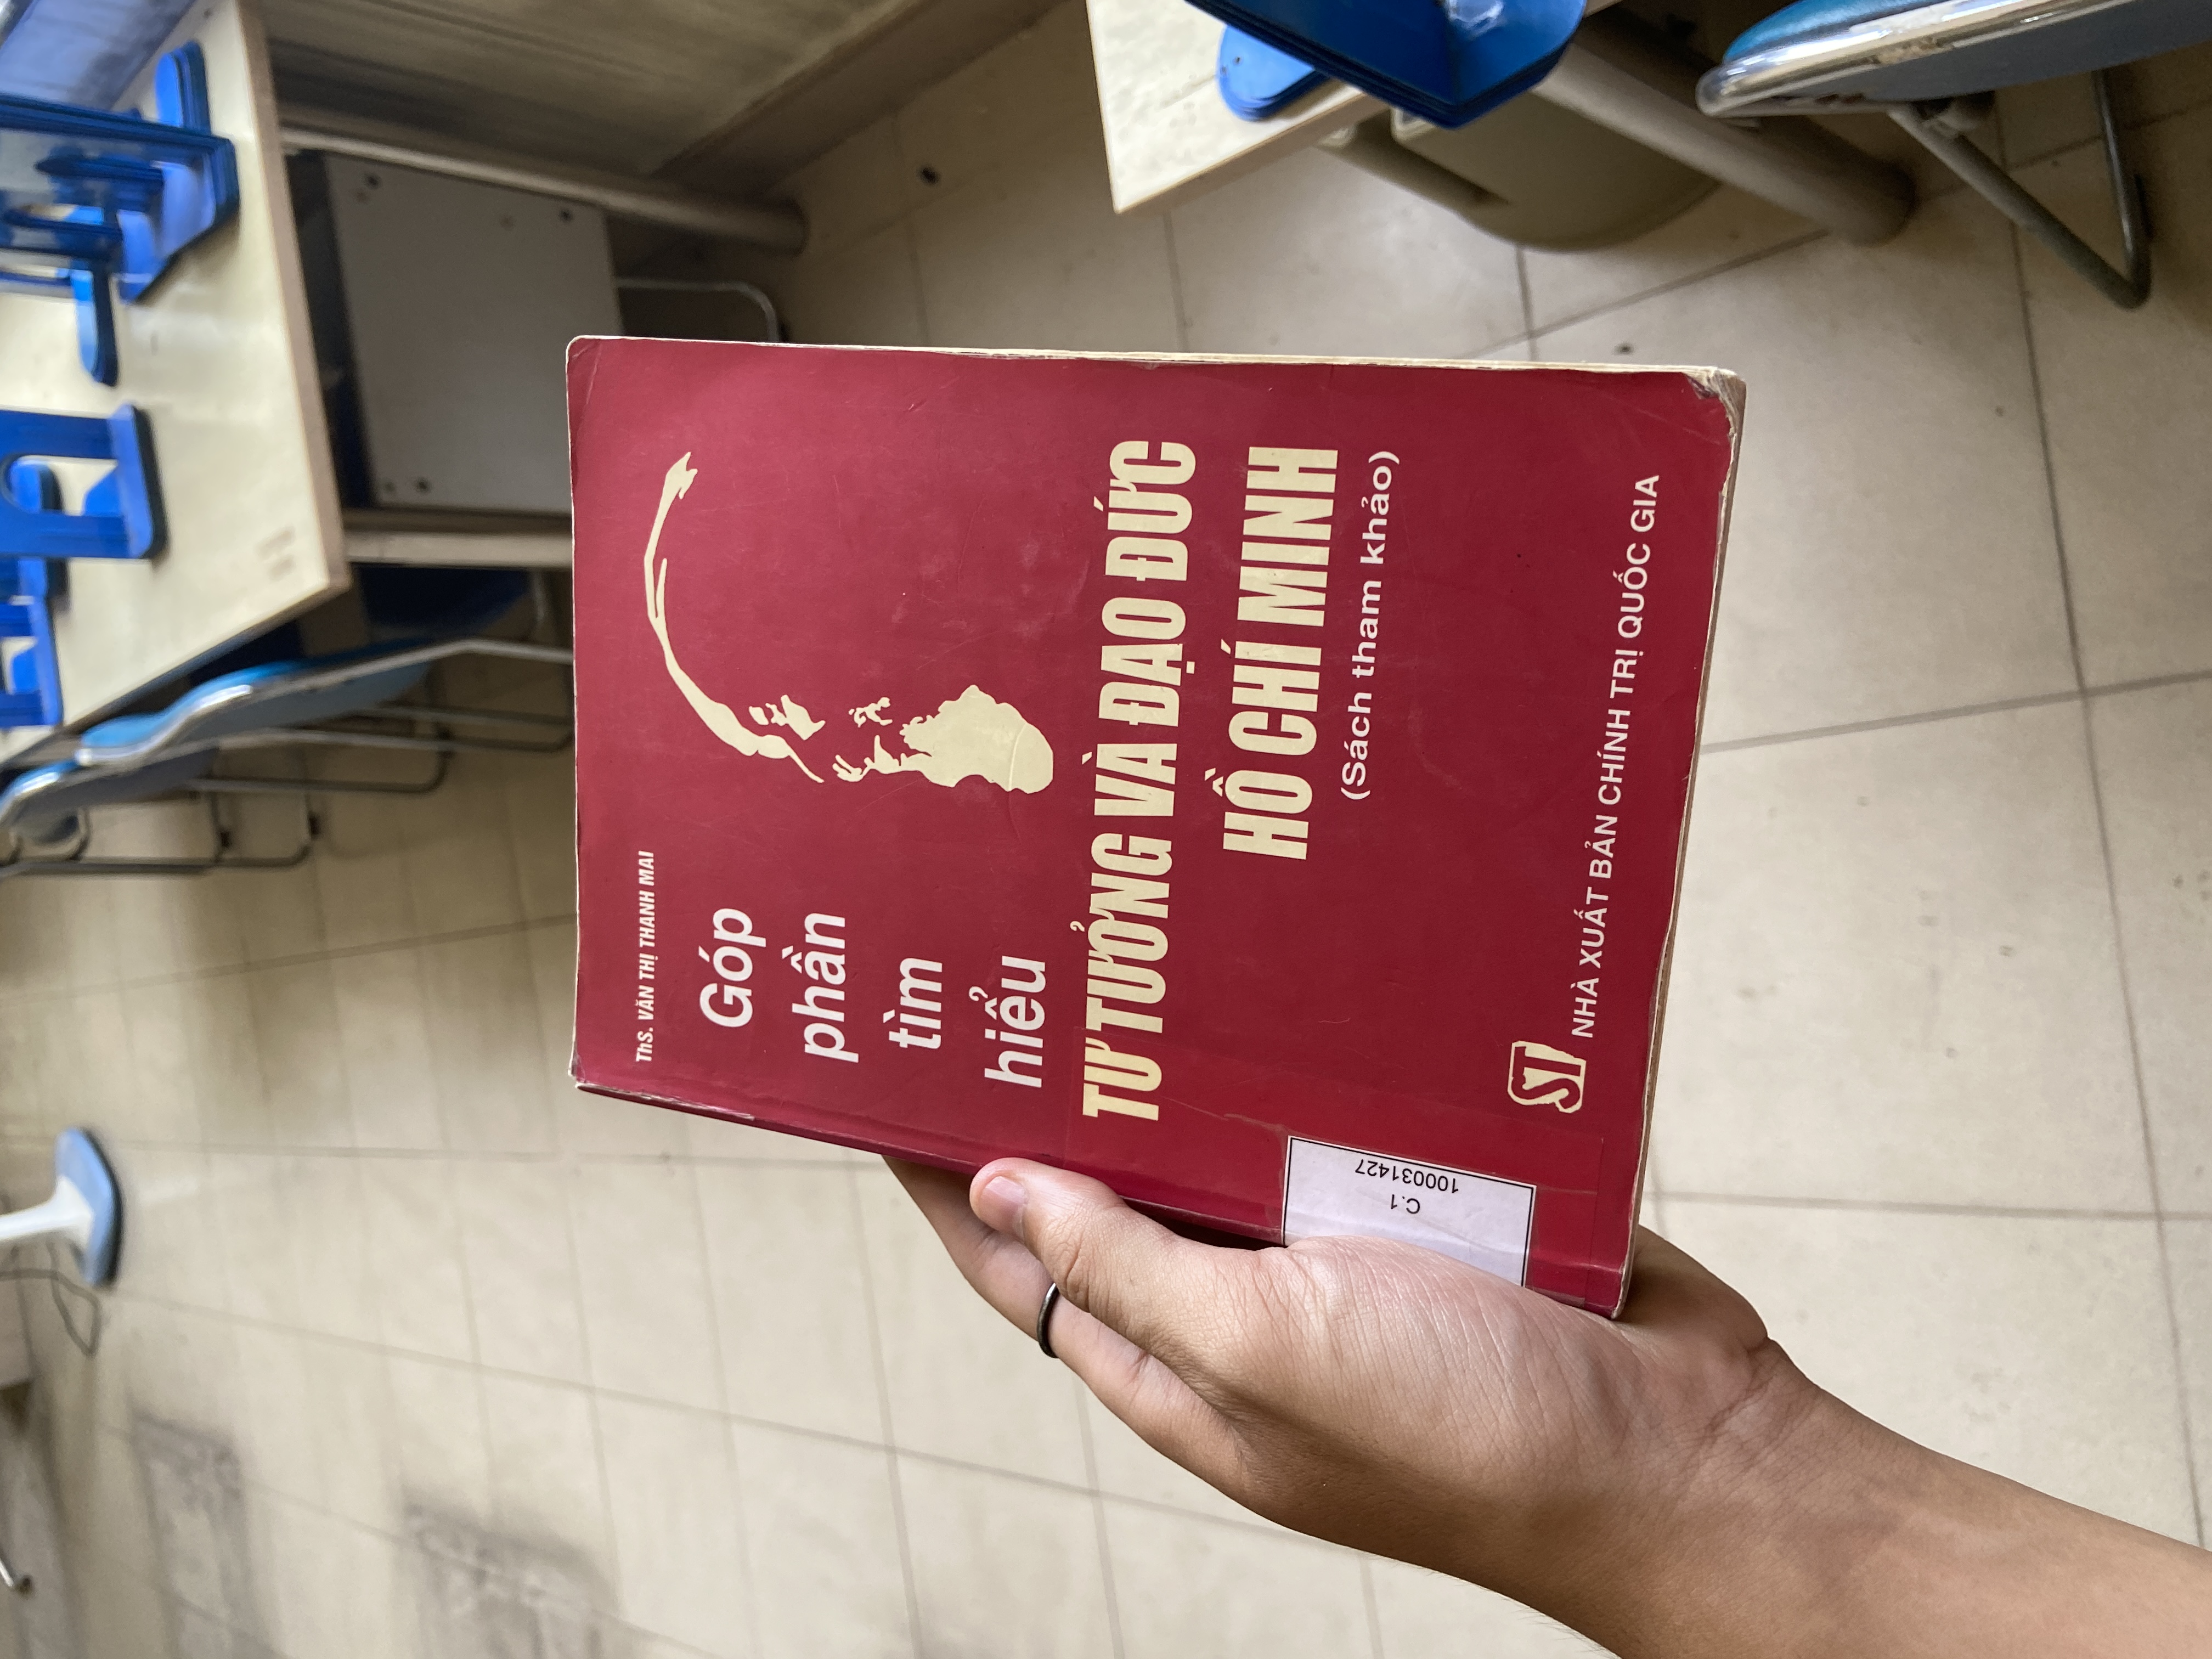 ThS. VĂN THỊ THANH MAI
Góp
phần
tìm
hiểu
TƯ TƯỞNG VÀ ĐẠO ĐỨC
HỒ CHÍ MINH
(Sách tham khảo)
C.1
100031427
ST
NHÀ XUẤT BẢN CHÍNH TRỊ QUỐC GIA